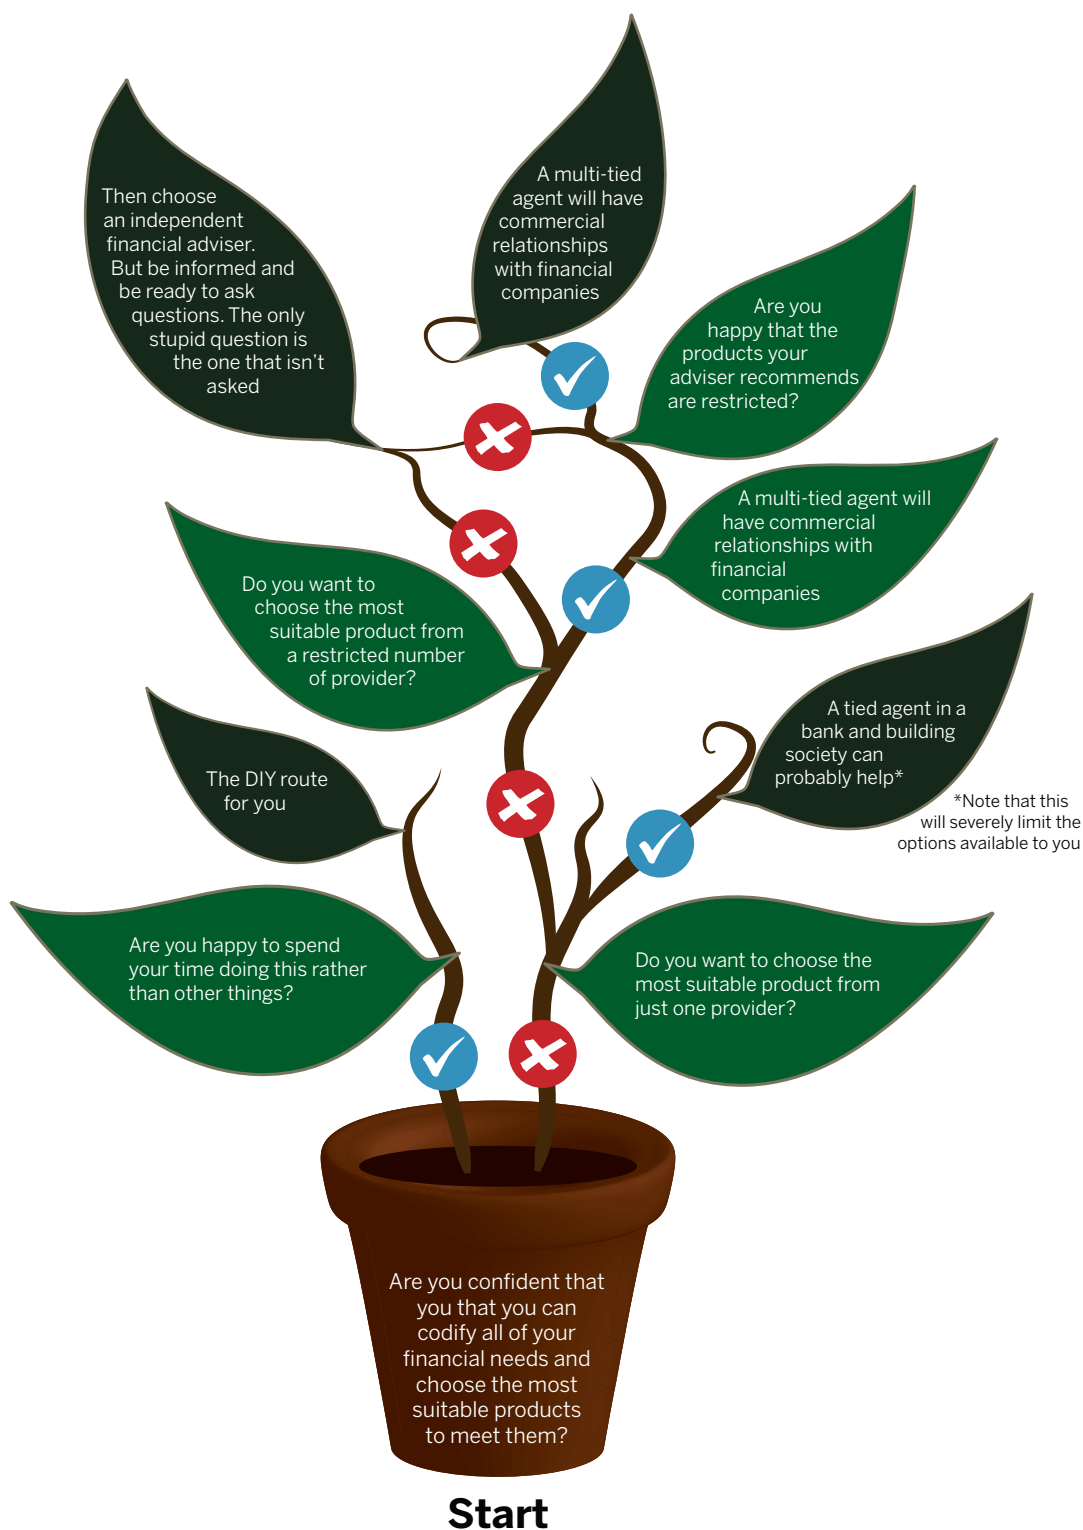 A multi-tied
agent will have
commercial
relationships
with financial
companies
Then choose
an independent
financial adviser.
But be informed and
be ready to ask
questions. The only
stupid question is
the one that isn't
asked
Are you
happy that the
products your
adviser recommends
are restricted?
A multi-tied agent will
have commercial
relationships with
financial
companies
Do you want to
choose the most
suitable product from
a restricted number
of provider?
A tied agent in a
bank and building
society can
probably help*
*Note that this
will severely limit the
options available to you
The DIY route
for you
Are you happy to spend
your time doing this rather
than other things?
Do you want to choose the
most suitable product from
just one provider?
Are you confident that
you that you can
codify all of your
financial needs and
choose the most
suitable products
to meet them?
Start